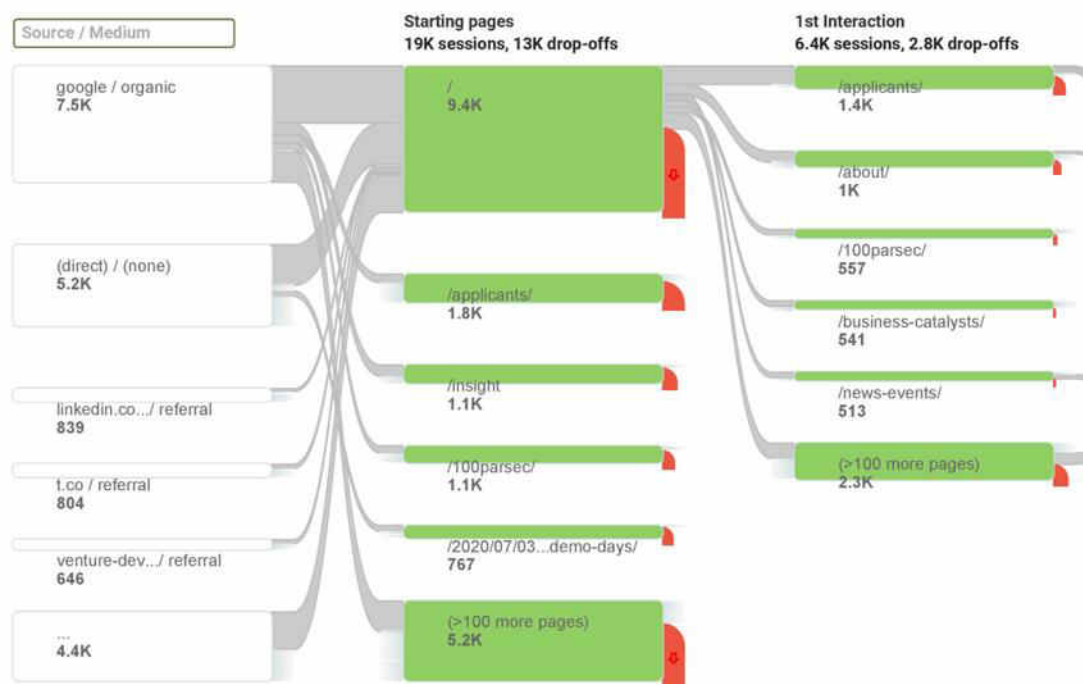 Source / Medium
google / organic
7.5K
(direct) / (none)
5.2K
linkedin.co.../ referral
839
t.co / referral
804
venture-dev.../ referral
646
...
4.4K
Starting pages
19K sessions, 13K drop-offs
/
9.4K
/applicants/
1.8K
/insight
1.1K
/100parsec/
1.1K
/2020/07/03...demo-days/
767
(>100 more pages)
5.2K
1st Interaction
6.4K sessions, 2.8K drop-offs
/applicants/
1.4K
/about/
1K
/100parsec/
557
/business-catalysts/
541
/news-events/
513
(>100 more pages)
2.3K